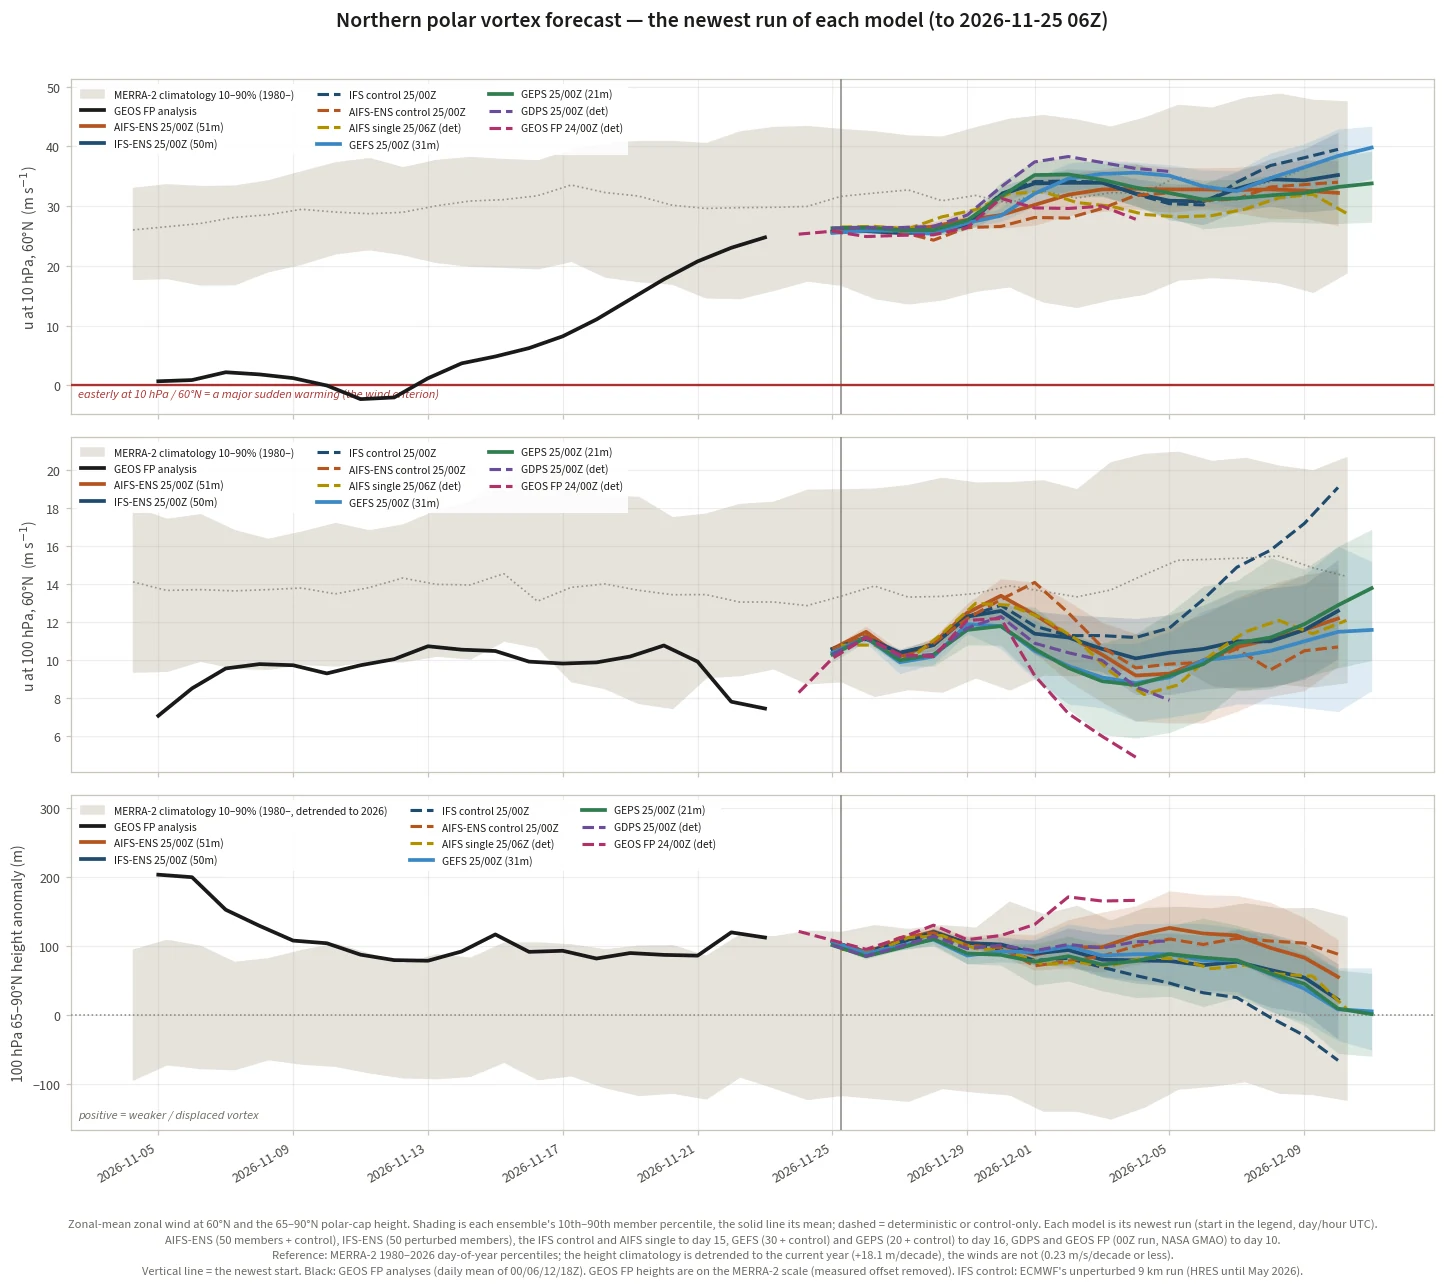 Northern polar vortex forecast — the newest run of each model (to 2026-11-25 06Z)
u at 10 hPa, 60°N (m s⁻¹)
50
40
30
20
10
0
MERRA-2 climatology 10–90% (1980–)
GEOS FP analysis
AIFS-ENS 25/00Z (51m)
IFS-ENS 25/00Z (50m)
IFS control 25/00Z
AIFS-ENS control 25/00Z
AIFS single 25/06Z (det)
GEFS 25/00Z (31m)
GEPS 25/00Z (21m)
GDPS 25/00Z (det)
GEOS FP 24/00Z (det)
easterly at 10 hPa / 60°N = a major sudden warming (the wind criterion)
u at 100 hPa, 60°N (m s⁻¹)
20
18
16
14
12
10
8
6
MERRA-2 climatology 10–90% (1980–)
GEOS FP analysis
AIFS-ENS 25/00Z (51m)
IFS-ENS 25/00Z (50m)
IFS control 25/00Z
AIFS-ENS control 25/00Z
AIFS single 25/06Z (det)
GEFS 25/00Z (31m)
GEPS 25/00Z (21m)
GDPS 25/00Z (det)
GEOS FP 24/00Z (det)
100 hPa 65–90°N height anomaly (m)
300
200
100
0
−100
MERRA-2 climatology 10–90% (1980–, detrended to 2026)
GEOS FP analysis
AIFS-ENS 25/00Z (51m)
IFS-ENS 25/00Z (50m)
IFS control 25/00Z
AIFS-ENS control 25/00Z
AIFS single 25/06Z (det)
GEFS 25/00Z (31m)
GEPS 25/00Z (21m)
GDPS 25/00Z (det)
GEOS FP 24/00Z (det)
positive = weaker / displaced vortex
2026-11-05
2026-11-09
2026-11-13
2026-11-17
2026-11-21
2026-11-25
2026-11-29
2026-12-01
2026-12-05
2026-12-09
Zonal-mean zonal wind at 60°N and the 65–90°N polar-cap height. Shading is each ensemble's 10th–90th member percentile, the solid line its mean; dashed = deterministic or control-only. Each model is its newest run (start in the legend, day/hour UTC).
AIFS-ENS (50 members + control), IFS-ENS (50 perturbed members), the IFS control and AIFS single to day 15, GEFS (30 + control) and GEPS (20 + control) to day 16, GDPS and GEOS FP (00Z run, NASA GMAO) to day 10.
Reference: MERRA-2 1980–2026 day-of-year percentiles; the height climatology is detrended to the current year (+18.1 m/decade), the winds are not (0.23 m/s/decade or less).
Vertical line = the newest start. Black: GEOS FP analyses (daily mean of 00/06/12/18Z). GEOS FP heights are on the MERRA-2 scale (measured offset removed). IFS control: ECMWF's unperturbed 9 km run (HRES until May 2026).